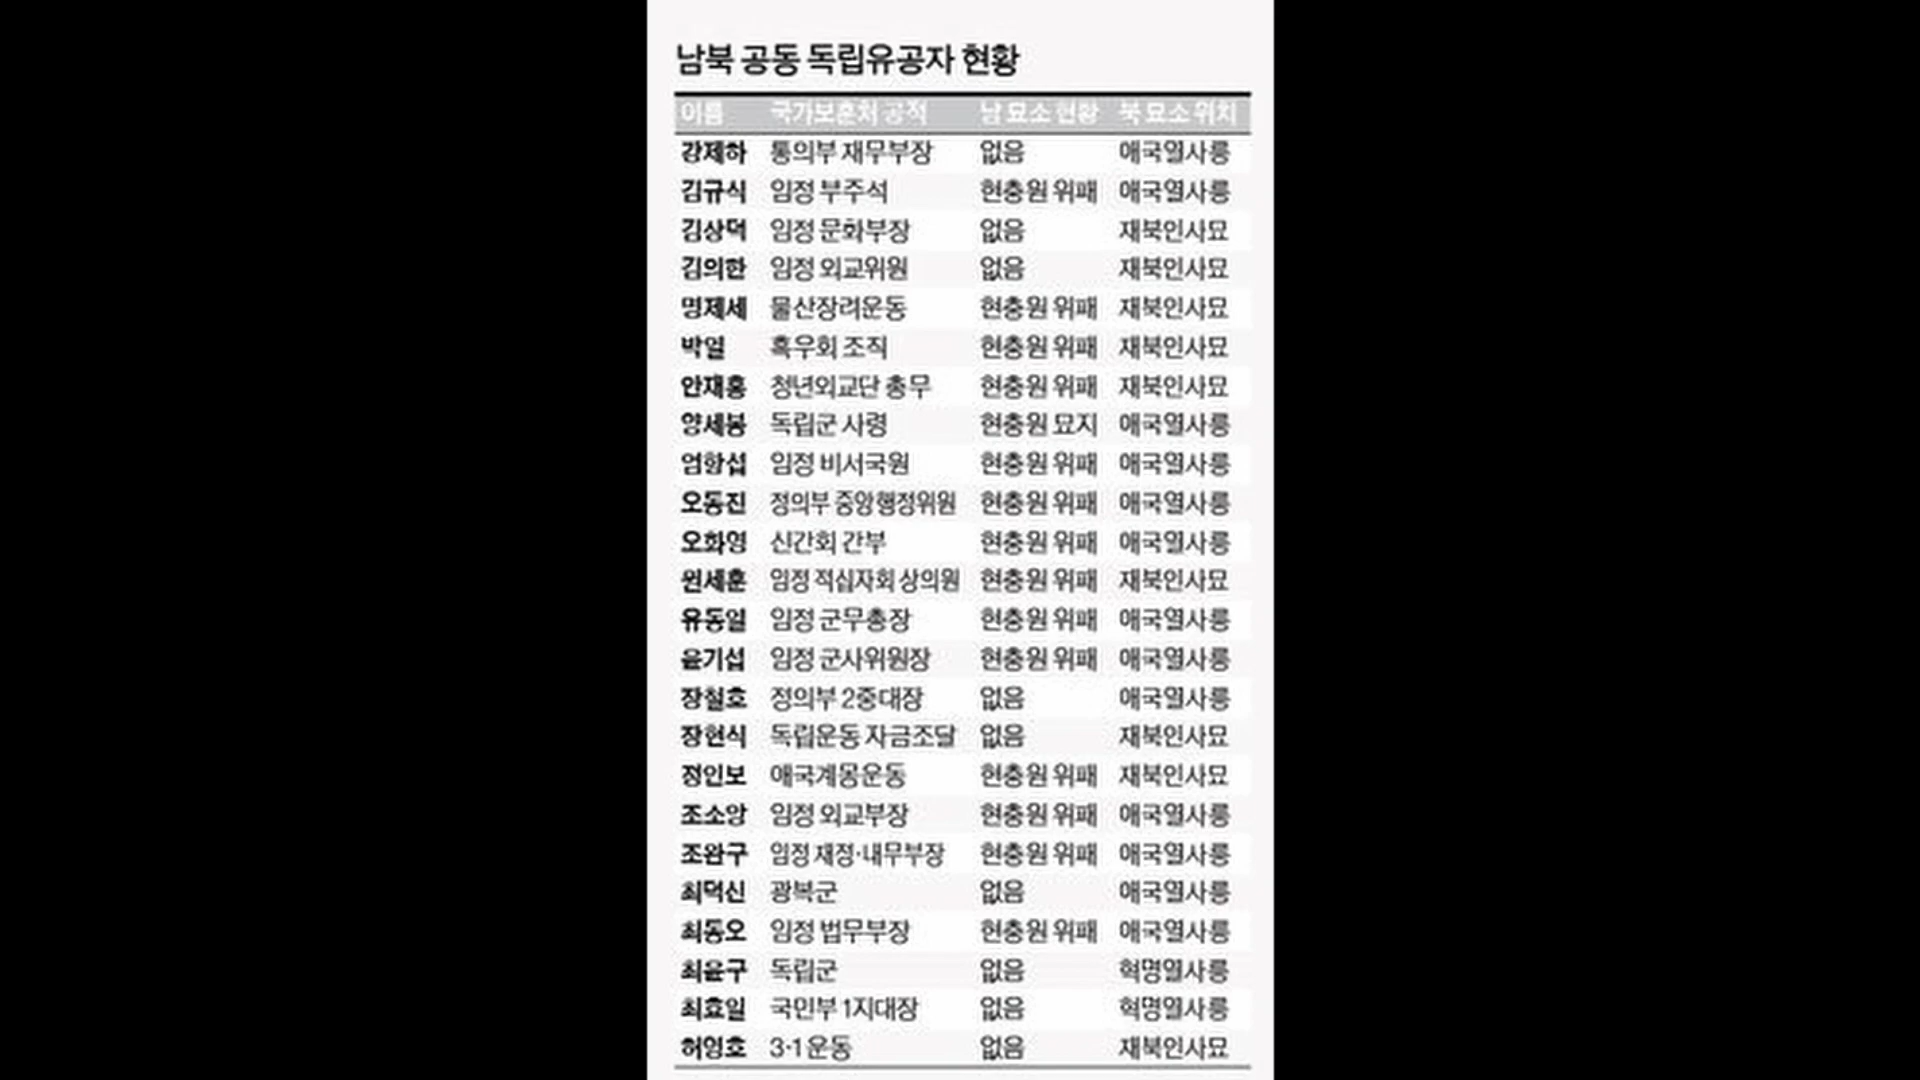 남북 공동 독립유공자 현황
이름 국가보훈처 공적 남 묘소 현황 북 묘소 위치
강제하 통의부 재무부장 없음 애국열사릉
김규식 임정 부주석 현충원 위패 애국열사릉
김상덕 임정 문화부장 없음 재북인사묘
김의한 임정 외교위원 없음 재북인사묘
명제세 물산장려운동 현충원 위패 재북인사묘
박열 흑우회 조직 현충원 위패 재북인사묘
안재홍 청년외교단 총무 현충원 위패 재북인사묘
양세봉 독립군 사령 현충원 묘지 애국열사릉
엄항섭 임정 비서국원 현충원 위패 애국열사릉
오동진 정의부 중앙행정위원 현충원 위패 애국열사릉
오화영 신간회 간부 현충원 위패 애국열사릉
원세훈 임정 적십자회 상의원 현충원 위패 재북인사묘
유동열 임정 군무총장 현충원 위패 애국열사릉
윤기섭 임정 군사위원장 현충원 위패 애국열사릉
장철호 정의부 2중대장 없음 애국열사릉
장현식 독립운동 자금조달 없음 재북인사묘
정인보 애국계몽운동 현충원 위패 재북인사묘
조소앙 임정 외교부장 현충원 위패 애국열사릉
조완구 임정 재정·내무부장 현충원 위패 애국열사릉
최덕신 광복군 없음 애국열사릉
최동오 임정 법무부장 현충원 위패 애국열사릉
최윤구 독립군 없음 혁명열사릉
최효일 국민부 1지대장 없음 혁명열사릉
허영호 3·1운동 없음 재북인사묘